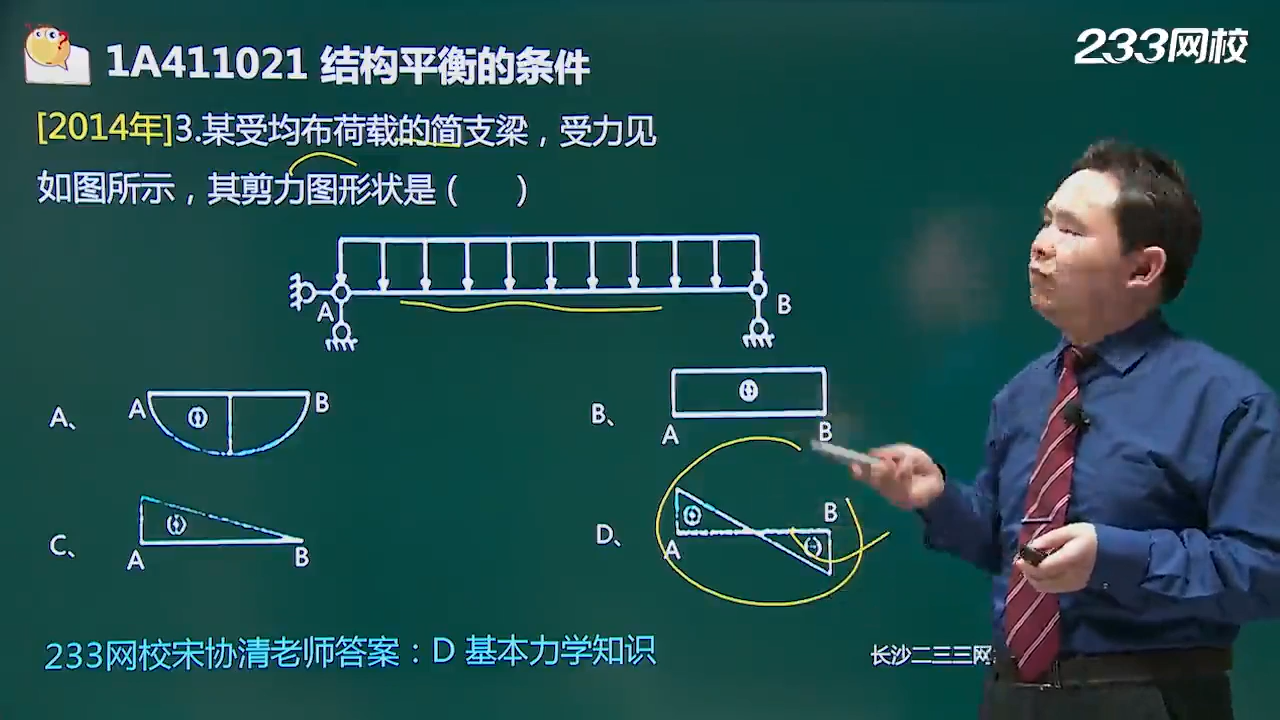 233网校
1A411021 结构平衡的条件
[2014年]3.某受均布荷载的简支梁，受力见
如图所示，其剪力图形状是（ ）
A
B
A、
A
B
(+)
B、
(+)
A
B
C、
(+)
A
B
D、
(+)
A
B
(-)
233网校宋协清老师答案：D 基本力学知识
长沙二三三网